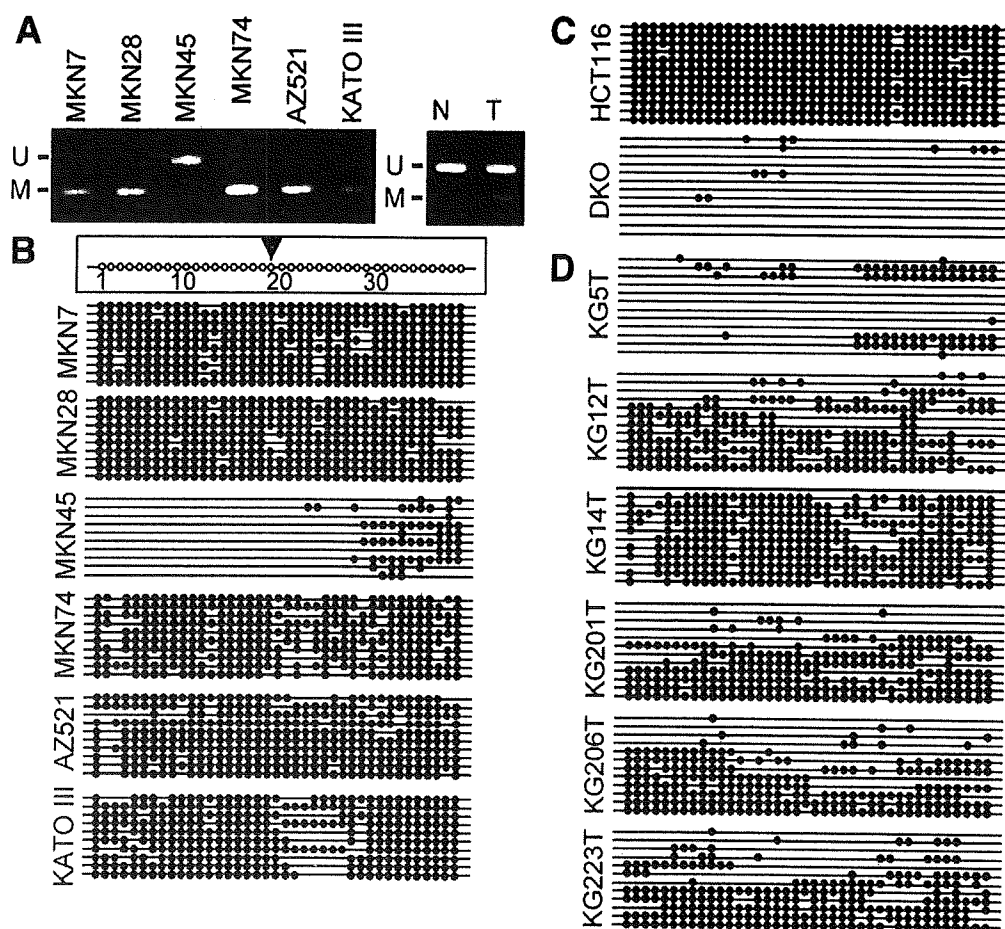 A
MKN7
MKN28
MKN45
MKN74
AZ521
KATO III
U
M
N T
U
M
B
1 10 20 30
MKN7
MKN28
MKN45
MKN74
AZ521
KATO III
C
HCT116
DKO
D
KG5T
KG12T
KG14T
KG201T
KG206T
KG223T